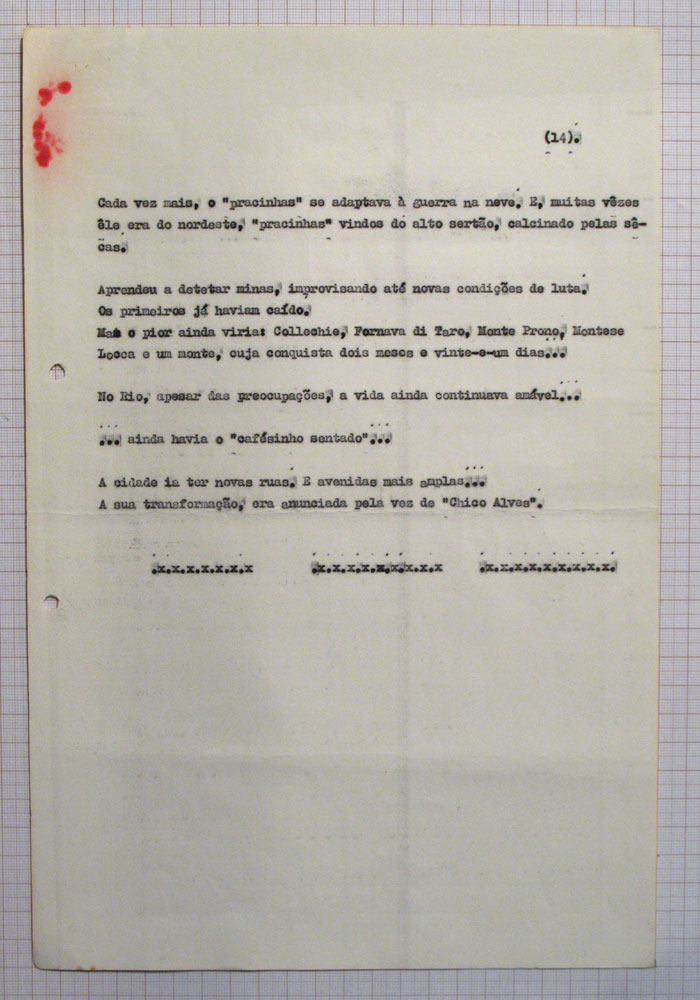 (14).
Cada vez mais, o "pracinhas" se adaptava à guerra na neve. E, muitas vêzes
êle era do nordeste, "pracinhas" vindos do alto sertão, calcinado pelas sê-
cas.
Aprendeu a detetar minas, improvisando até novas condições de luta.
Os primeiros já haviam caído.
Mas o pior ainda viria: Collechie, Fornava di Taro, Monte Prono, Montese
Locca e um monte, cuja conquista dois meses e vinte-e-um dias...
No Rio, apesar das preocupações, a vida ainda continuava amável...
... ainda havia o "cafésinho sentado"...
A cidade ia ter novas ruas. E avenidas mais amplas...
A sua transformação, era anunciada pela vez de "Chico Alves".
.x.x.x.x.x.x.x .x.x.x.x.x.x.x.x.x .x.x.x.x.x.x.x.x.x.